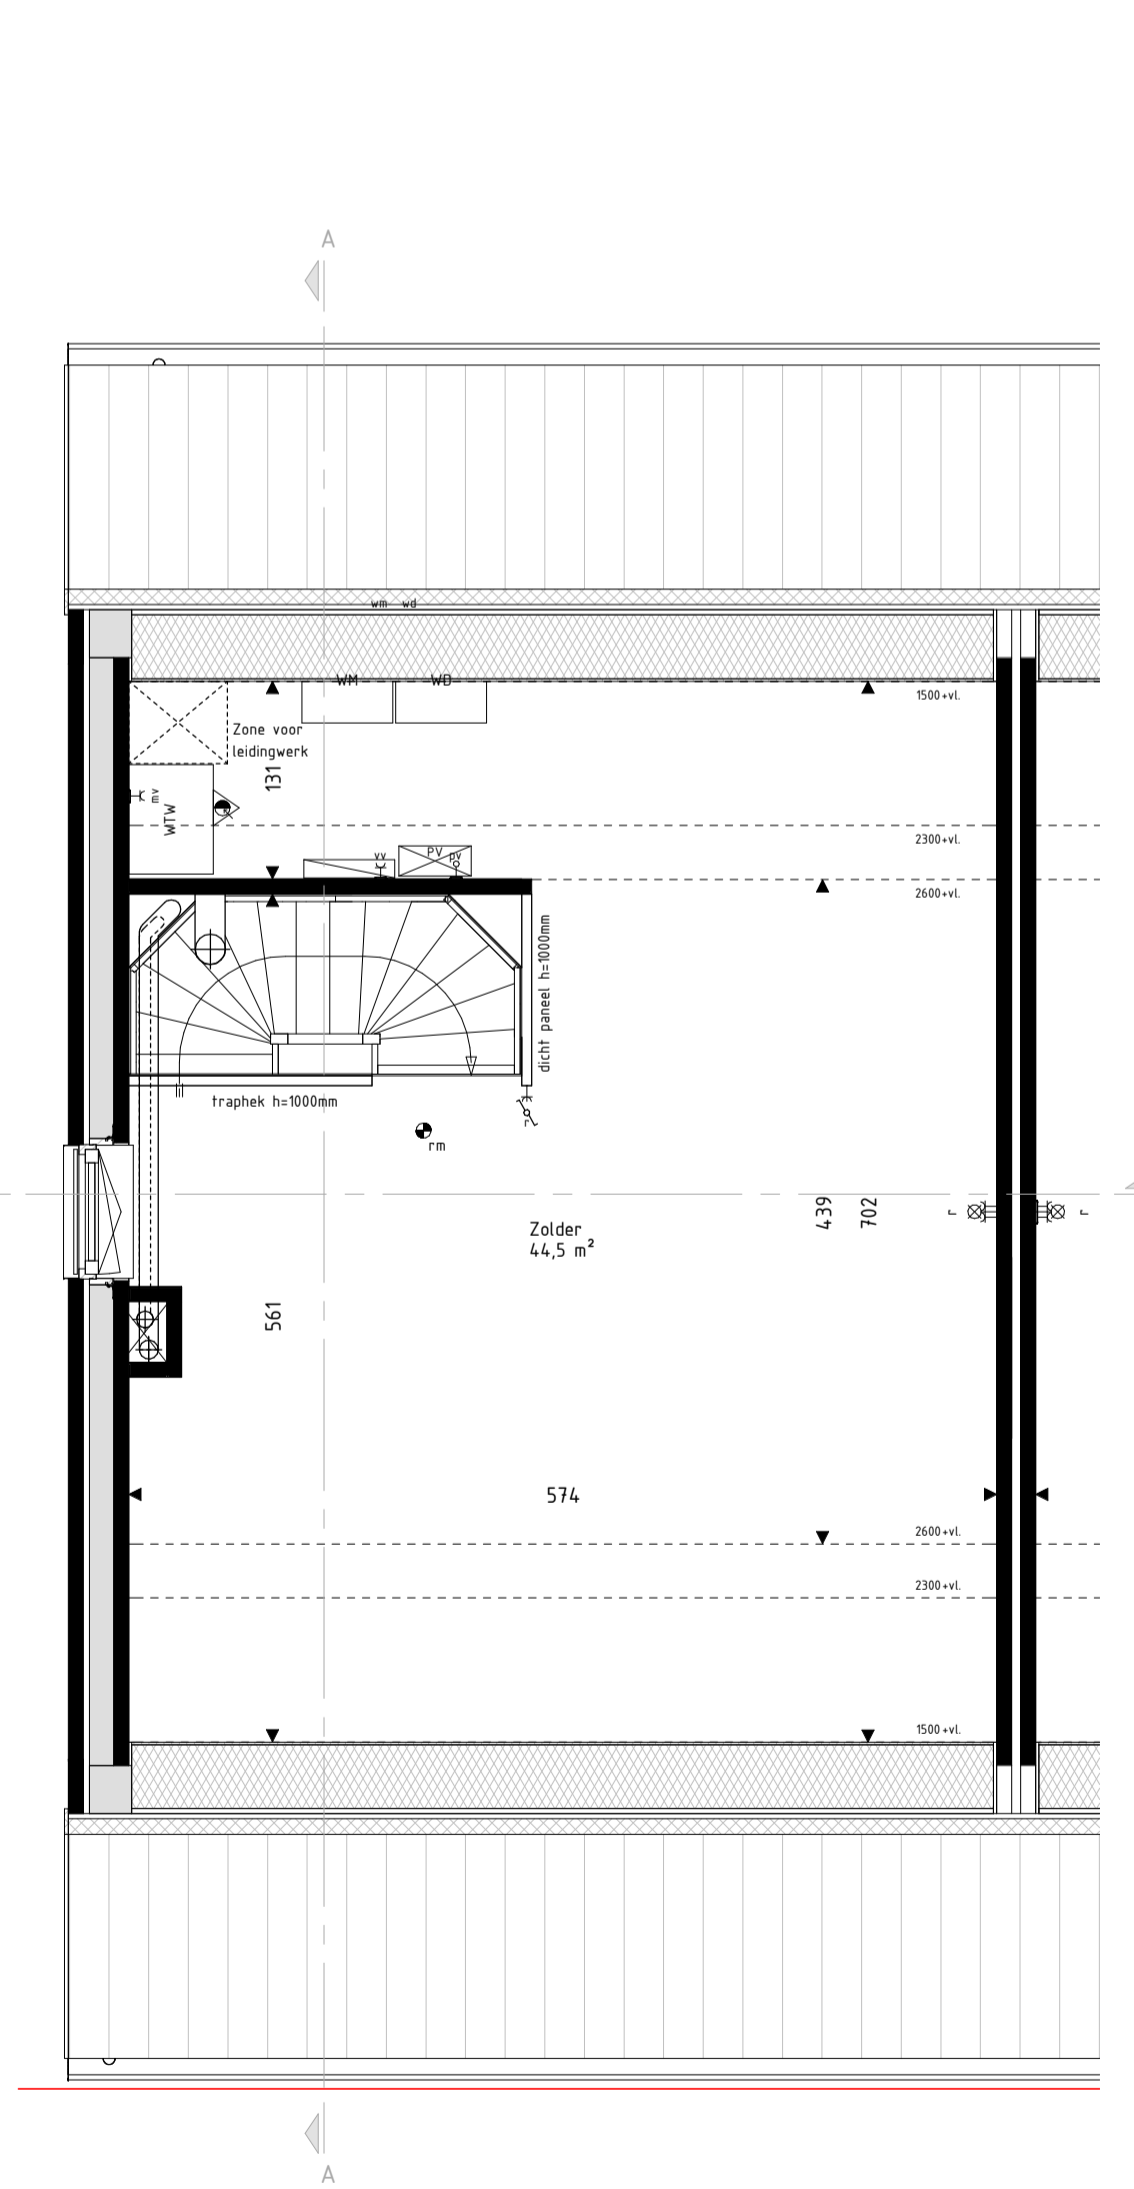 A
wm wd
WM WD
1500+vl.
Zone voor
leidingwerk
131
mv
WTW
2300+vl.
vv
PV
pv
2600+vl.
dicht paneel h=1000mm
traphek h=1000mm
r
rm
439
702
r
r
Zolder
44,5 m²
561
574
2600+vl.
2300+vl.
1500+vl.
A